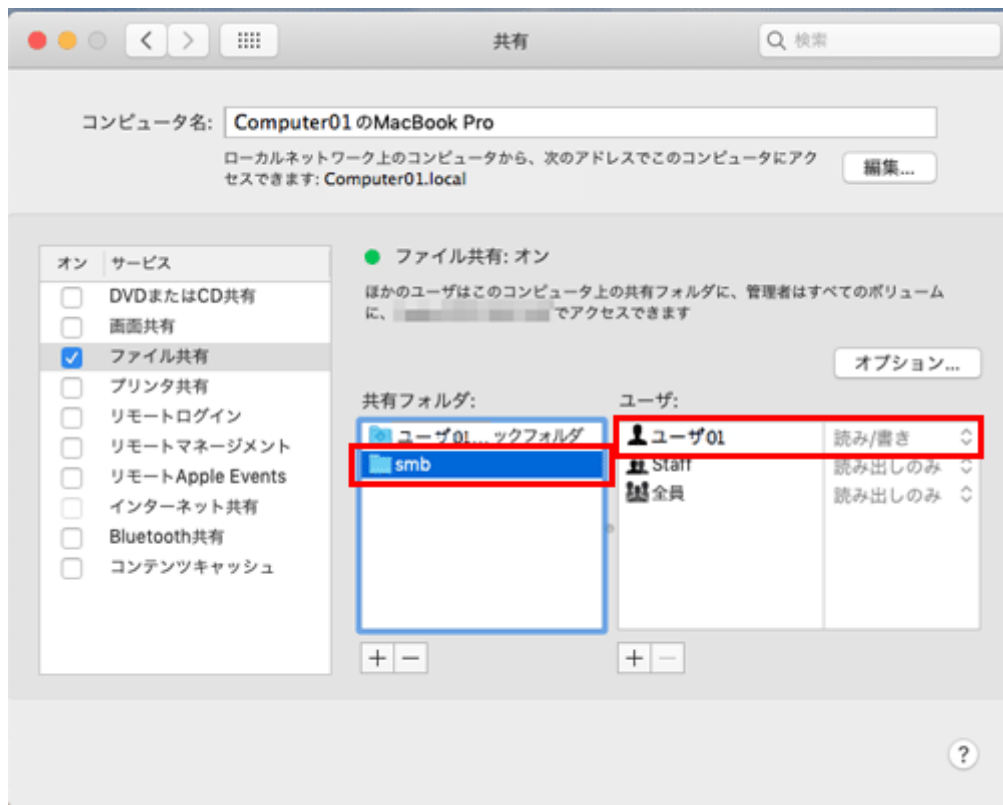 共有
検索
コンピュータ名: Computer01のMacBook Pro
ローカルネットワーク上のコンピュータから、次のアドレスでこのコンピュータにアク
セスできます: Computer01.local
編集...
オン サービス
DVDまたはCD共有
画面共有
ファイル共有
プリンタ共有
リモートログイン
リモートマネージメント
リモートApple Events
インターネット共有
Bluetooth共有
コンテンツキャッシュ
ファイル共有: オン
ほかのユーザはこのコンピュータ上の共有フォルダに、管理者はすべてのボリューム
に、 でアクセスできます
オプション...
共有フォルダ:
ユーザ01... ックフォルダ
smb
ユーザ:
ユーザ01 読み/書き
Staff 読み出しのみ
全員 読み出しのみ
+ −
+ −
?